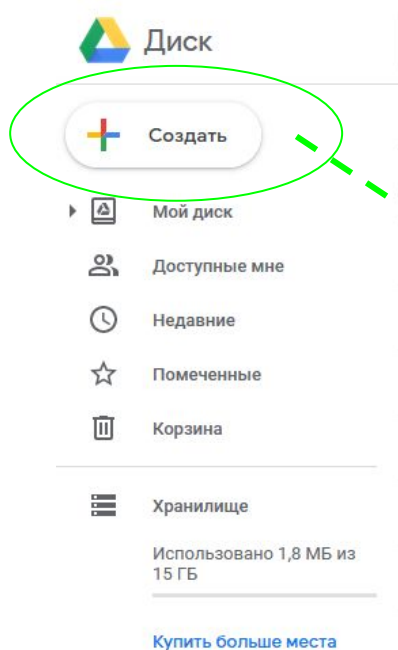 Диск
Создать
Мой диск
Доступные мне
Недавние
Помеченные
Корзина
Хранилище
Использовано 1,8 МБ из
15 ГБ
Купить больше места